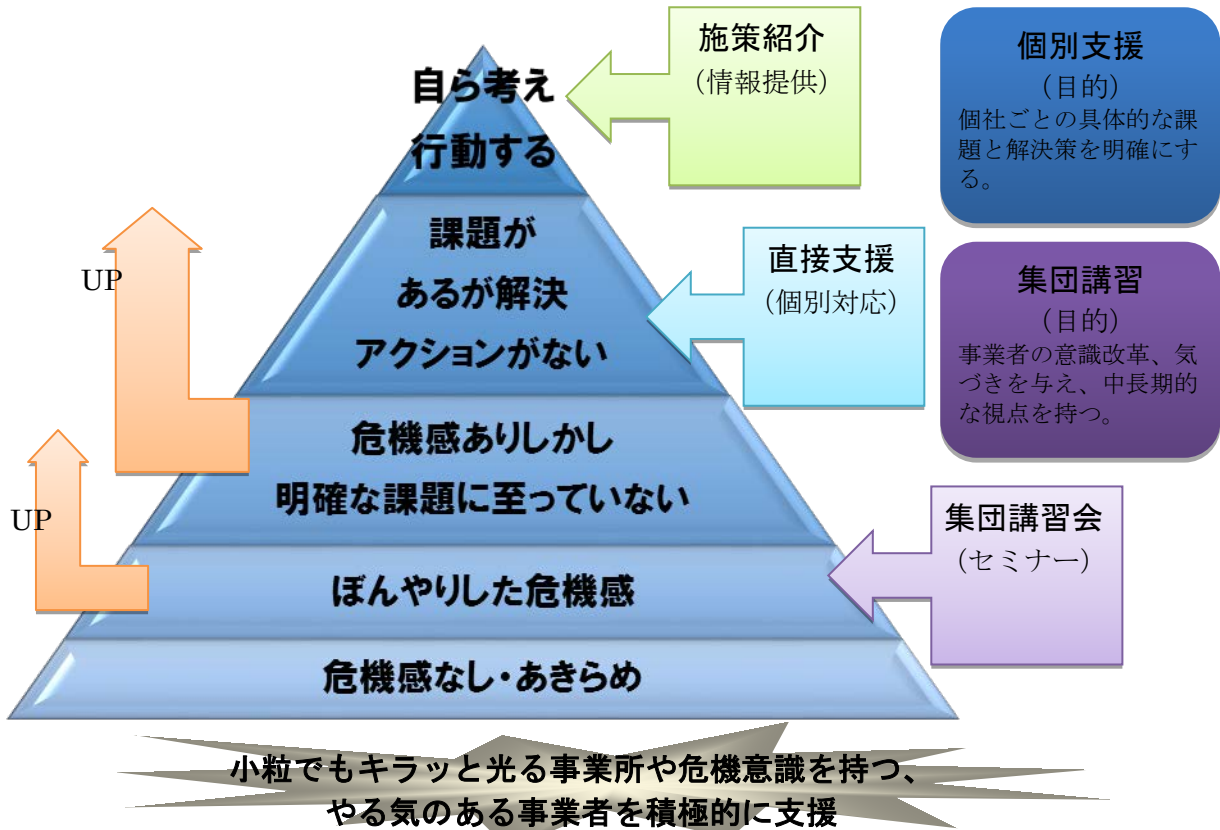 自ら考え
行動する
課題が
あるが解決
アクションがない
危機感ありしかし
明確な課題に至っていない
ぼんやりした危機感
危機感なし・あきらめ
UP
UP
施策紹介
（情報提供）
直接支援
（個別対応）
集団講習会
（セミナー）
個別支援
（目的）
個社ごとの具体的な課
題と解決策を明確にす
る。
集団講習
（目的）
事業者の意識改革、気
づきを与え、中長期的
な視点を持つ。
小粒でもキラッと光る事業所や危機意識を持つ、
やる気のある事業者を積極的に支援